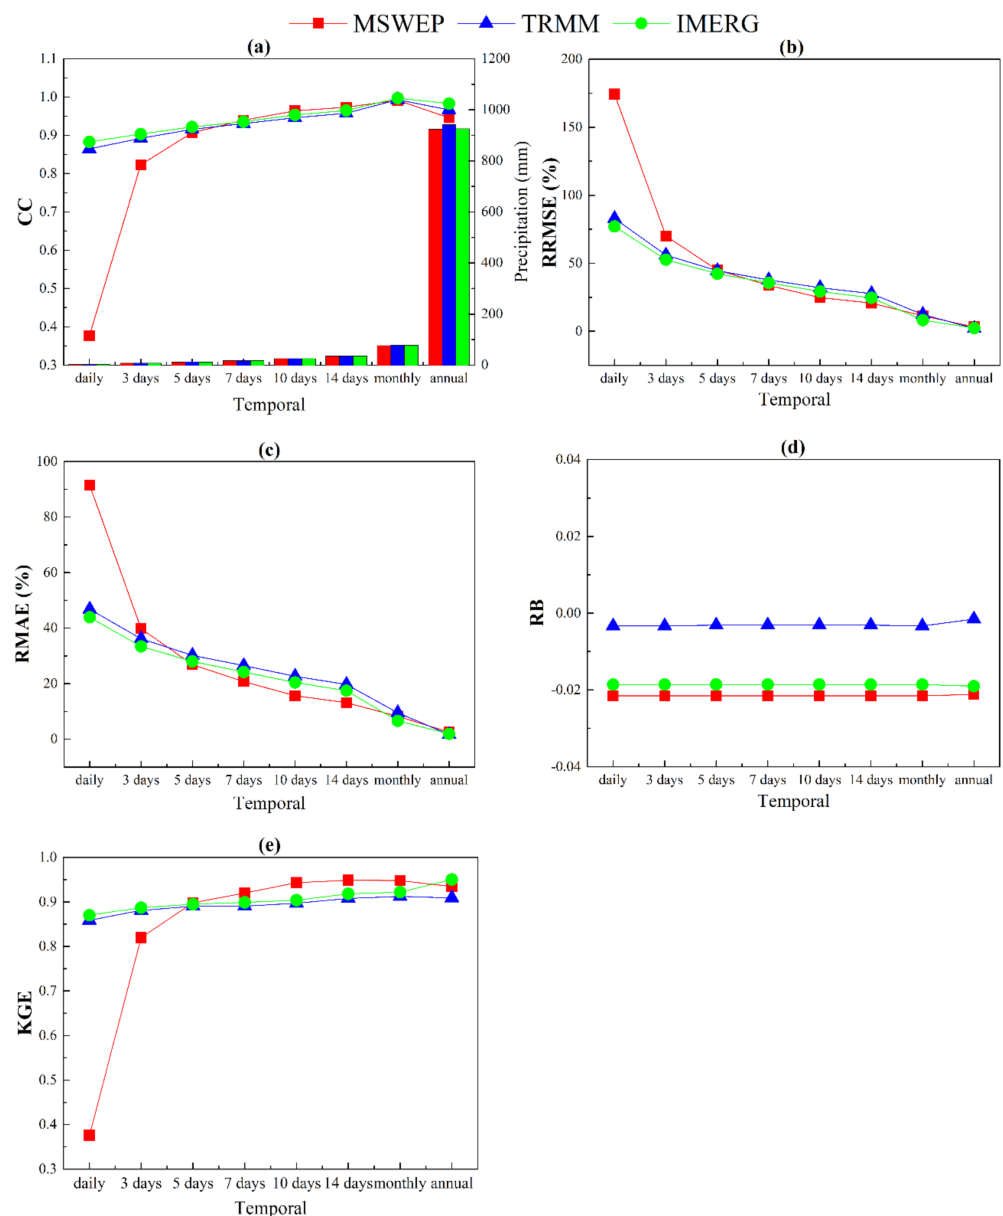 MSWEP TRMM IMERG
(a)
1.1
1.0
0.9
0.8
0.7
0.6
0.5
0.4
0.3
CC
1200
1000
800
600
400
200
0
Precipitation (mm)
daily 3 days 5 days 7 days 10 days 14 days monthly annual
Temporal
(b)
200
150
100
50
0
RRMSE (%)
daily 3 days 5 days 7 days 10 days 14 days monthly annual
Temporal
(c)
100
80
60
40
20
0
RMAE (%)
daily 3 days 5 days 7 days 10 days 14 days monthly annual
Temporal
(d)
0.04
0.02
0.00
-0.02
-0.04
RB
daily 3 days 5 days 7 days 10 days 14 days monthly annual
Temporal
(e)
1.0
0.9
0.8
0.7
0.6
0.5
0.4
0.3
KGE
daily 3 days 5 days 7 days 10 days 14 days monthly annual
Temporal